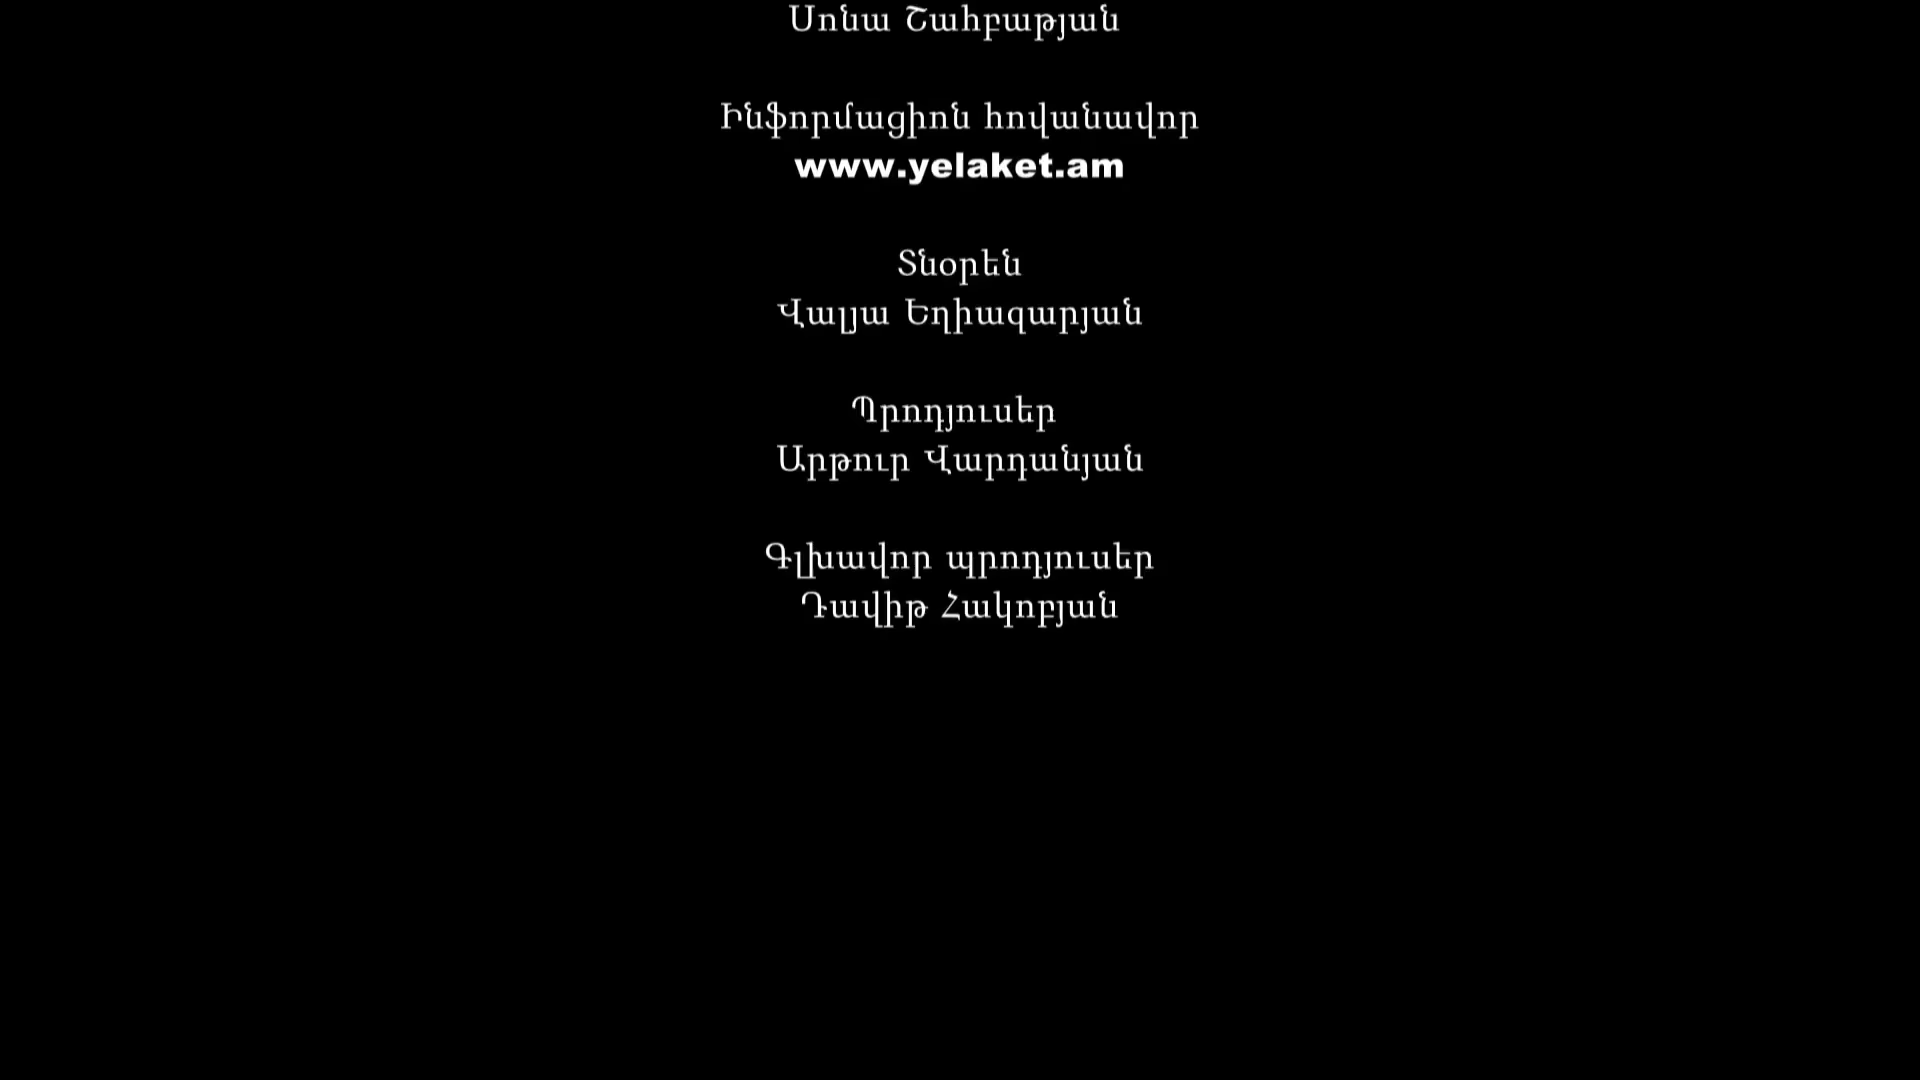 Սոնա Շահբաթյան
Ինֆորմացիոն հովանավոր
www.yelaket.am
Տնօրեն
Վալյա Եղիազարյան
Պրոդյուսեր
Արթուր Վարդանյան
Գլխավոր պրոդյուսեր
Դավիթ Հակոբյան